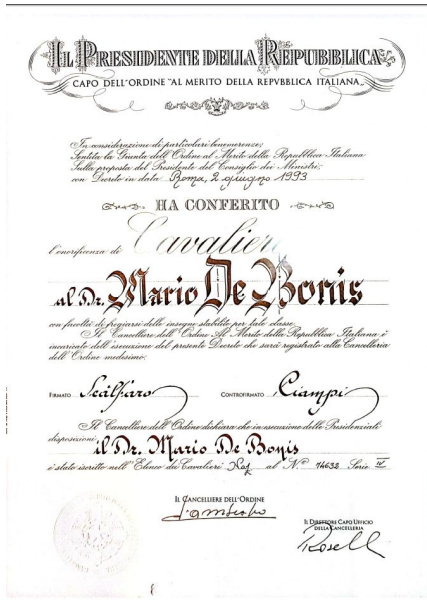 IL PRESIDENTE DELLA REPUBBLICA
CAPO DELL'ORDINE "AL MERITO DELLA REPVBBLICA ITALIANA"
In considerazione di particolari benemerenze;
Sentita la Giunta dell'Ordine al Merito della Repubblica Italiana
Sulla proposta del Presidente del Consiglio dei Ministri;
con Decreto in data Roma, 2 giugno 1993
HA CONFERITO
l'onorificenza di Cavaliere
al Dr. Mario De Bonis
con facoltà di fregiarsi delle insegne stabilite per tale classe.
Il Cancelliere dell'Ordine Al Merito della Repubblica Italiana è
incaricato dell'esecuzione del presente Decreto che sarà registrato alla Cancelleria
dell'Ordine medesimo.
FIRMATO Scalfaro CONTROFIRMATO Ciampi
Il Cancelliere dell'Ordine dichiara che in esecuzione delle Presidenziali
disposizioni il Dr. Mario De Bonis
è stato iscritto nell'Elenco dei Cavalieri Naz. al N.° 14632 Serie IV
IL CANCELLIERE DELL'ORDINE
IL DIRETTORE CAPO UFFICIO
DELLA CANCELLERIA